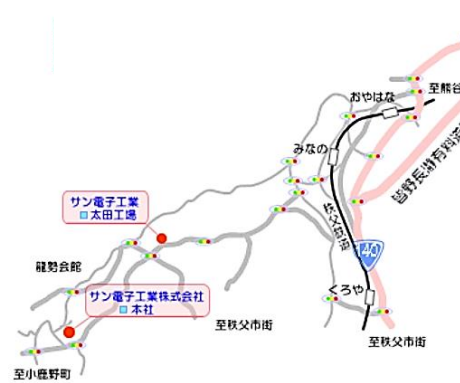 至熊谷
おやはな
みなの
皆野長瀞有料道
サン電子工業
太田工場
秩父鉄道
140
龍勢会館
くろや
サン電子工業株式会社
本社
至秩父市街
至秩父市街
至小鹿野町